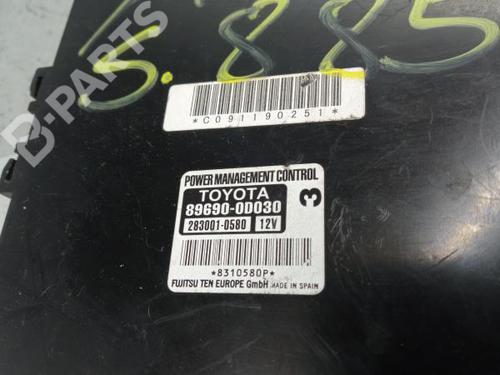 5.885
B-PARTS
*C091190251*
POWER MANAGEMENT CONTROL
TOYOTA
89690-0D030
283001-0580 12V
3
*8310580P*
FUJITSU TEN EUROPE GmbH MADE IN SPAIN